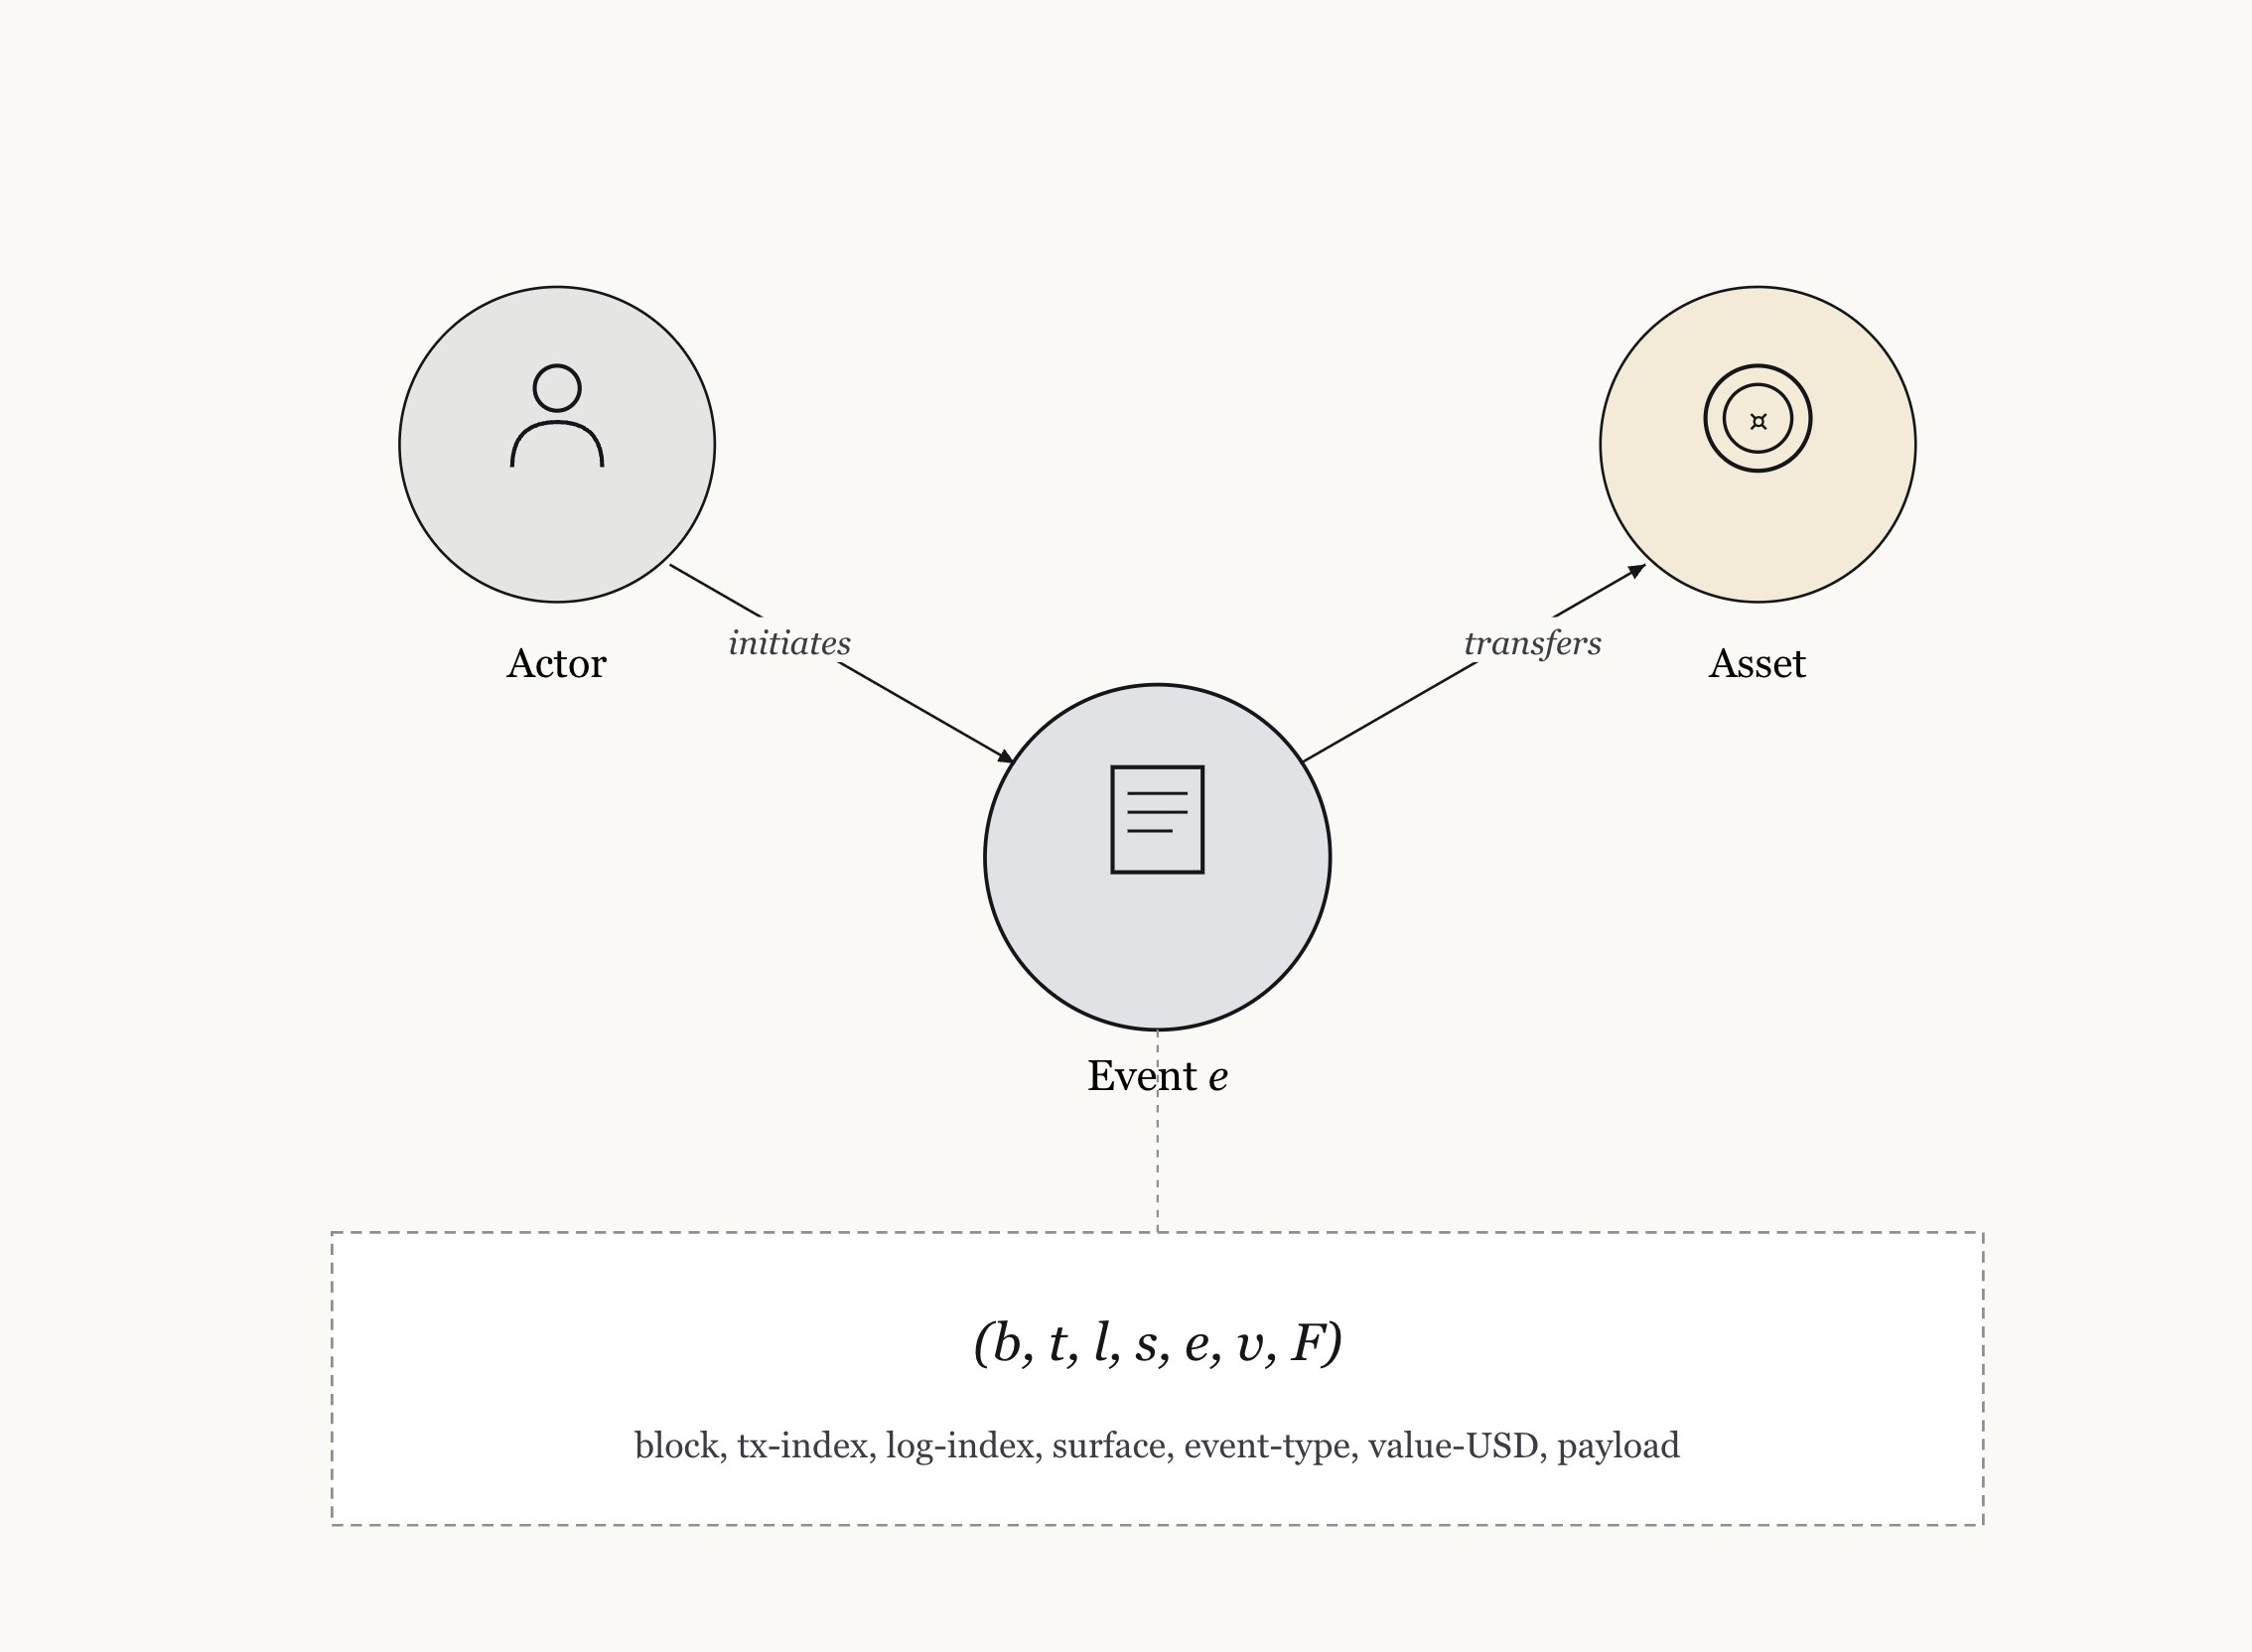 initiates
transfers
Actor
Asset
Event e
(b, t, l, s, e, v, F)
block, tx-index, log-index, surface, event-type, value-USD, payload